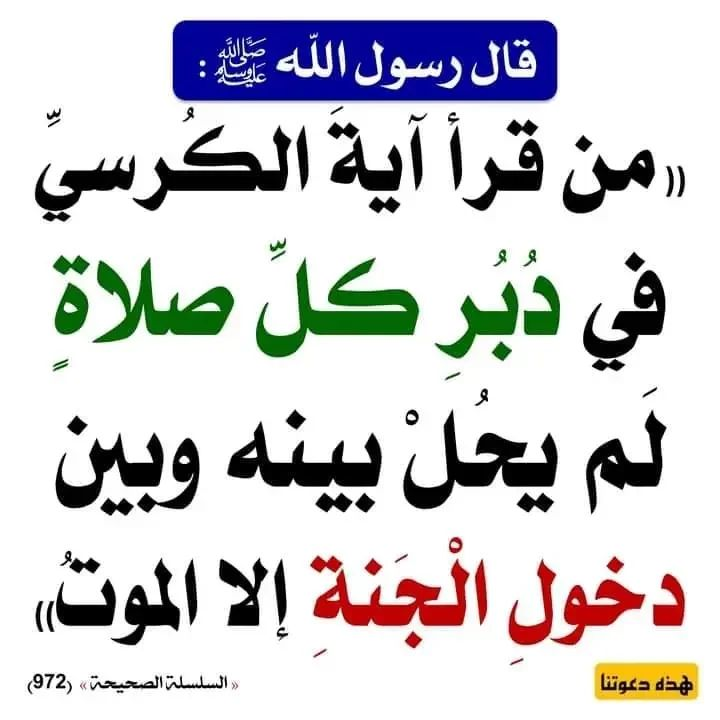 قال رسول الله ﷺ :
((من قرأ آيةَ الكُرسيِّ
في دُبُرِ كلِّ صلاةٍ
لَم يحُلْ بينه وبين
دخولِ الْجَنةِ إلا الموتُ))
« السلسلة الصحيحة » (972)
هذه دعوتنا